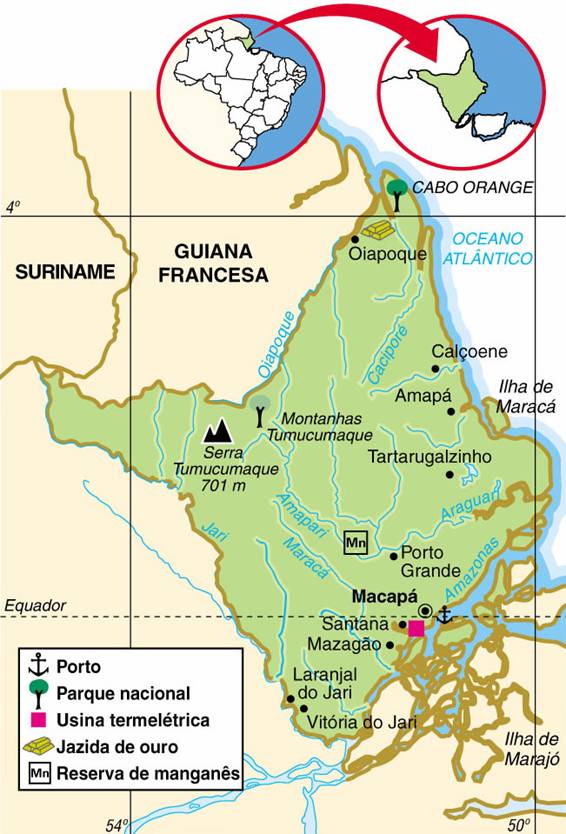 CABO ORANGE
4º
OCEANO
ATLÂNTICO
GUIANA
FRANCESA
SURINAME
Oiapoque
Oiapoque
Caciporé
Calçoene
Ilha de
Maracá
Amapá
Montanhas
Tumucumaque
Serra
Tumucumaque
701 m
Tartarugalzinho
Araguari
Amapari
Jari
Maracá
Mn
Porto
Grande
Amazonas
Macapá
Equador
Santana
Mazagão
Laranjal
do Jari
Vitória do Jari
Ilha de
Marajó
Porto
Parque nacional
Usina termelétrica
Jazida de ouro
Mn Reserva de manganês
54º
50º